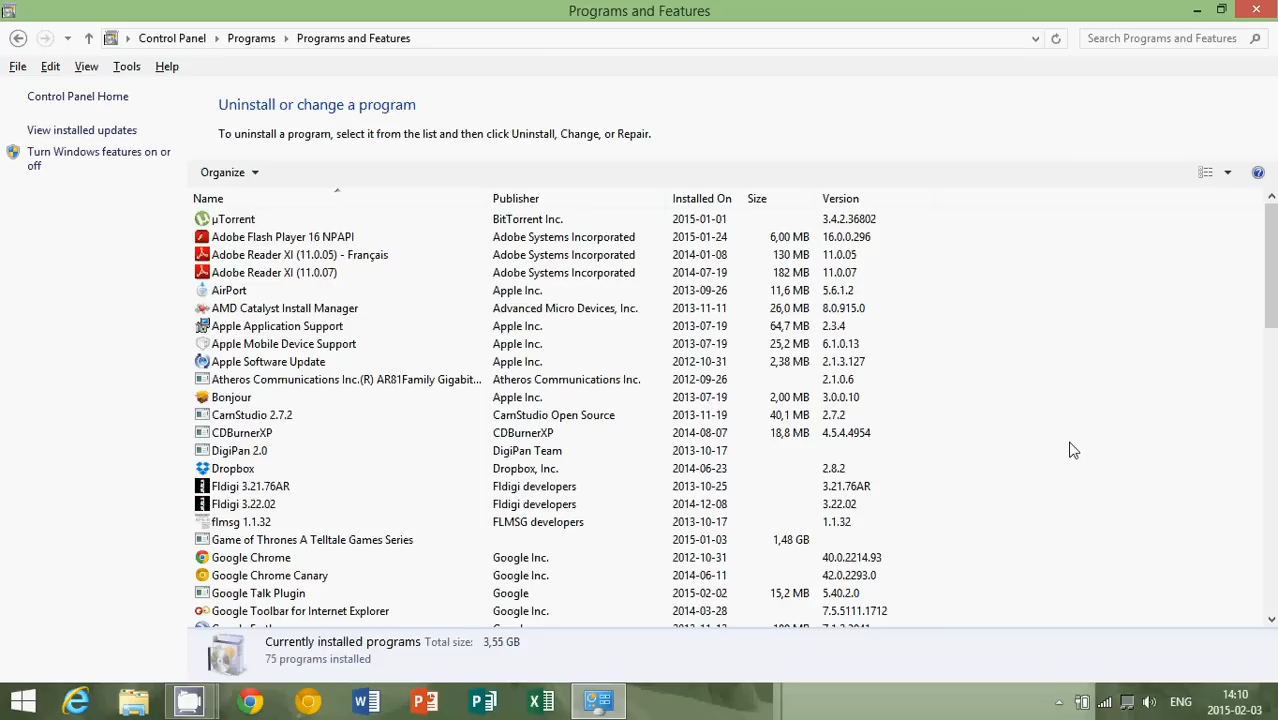 Programs and Features
Control Panel Programs Programs and Features Search Programs and Features
File Edit View Tools Help
Control Panel Home
View installed updates
Turn Windows features on or
off
Uninstall or change a program
To uninstall a program, select it from the list and then click Uninstall, Change, or Repair.
Organize
Name Publisher Installed On Size Version
µTorrent BitTorrent Inc. 2015-01-01 3.4.2.36802
Adobe Flash Player 16 NPAPI Adobe Systems Incorporated 2015-01-24 6,00 MB 16.0.0.296
Adobe Reader XI (11.0.05) - Français Adobe Systems Incorporated 2014-01-08 130 MB 11.0.05
Adobe Reader XI (11.0.07) Adobe Systems Incorporated 2014-07-19 182 MB 11.0.07
AirPort Apple Inc. 2013-09-26 11,6 MB 5.6.1.2
AMD Catalyst Install Manager Advanced Micro Devices, Inc. 2013-11-11 26,0 MB 8.0.915.0
Apple Application Support Apple Inc. 2013-07-19 64,7 MB 2.3.4
Apple Mobile Device Support Apple Inc. 2013-07-19 25,2 MB 6.1.0.13
Apple Software Update Apple Inc. 2012-10-31 2,38 MB 2.1.3.127
Atheros Communications Inc.(R) AR81Family Gigabit... Atheros Communications Inc. 2012-09-26 2.1.0.6
Bonjour Apple Inc. 2013-07-19 2,00 MB 3.0.0.10
CamStudio 2.7.2 CamStudio Open Source 2013-11-19 40,1 MB 2.7.2
CDBurnerXP CDBurnerXP 2014-08-07 18,8 MB 4.5.4.4954
DigiPan 2.0 DigiPan Team 2013-10-17
Dropbox Dropbox, Inc. 2014-06-23 2.8.2
Fldigi 3.21.76AR Fldigi developers 2013-10-25 3.21.76AR
Fldigi 3.22.02 Fldigi developers 2014-12-08 3.22.02
flmsg 1.1.32 FLMSG developers 2013-10-17 1.1.32
Game of Thrones A Telltale Games Series 2015-01-03 1,48 GB
Google Chrome Google Inc. 2012-10-31 40.0.2214.93
Google Chrome Canary Google Inc. 2014-06-11 42.0.2293.0
Google Talk Plugin Google 2015-02-02 15,2 MB 5.40.2.0
Google Toolbar for Internet Explorer Google Inc. 2014-03-28 7.5.5111.1712
Currently installed programs Total size: 3,55 GB
75 programs installed
ENG
14:10
2015-02-03